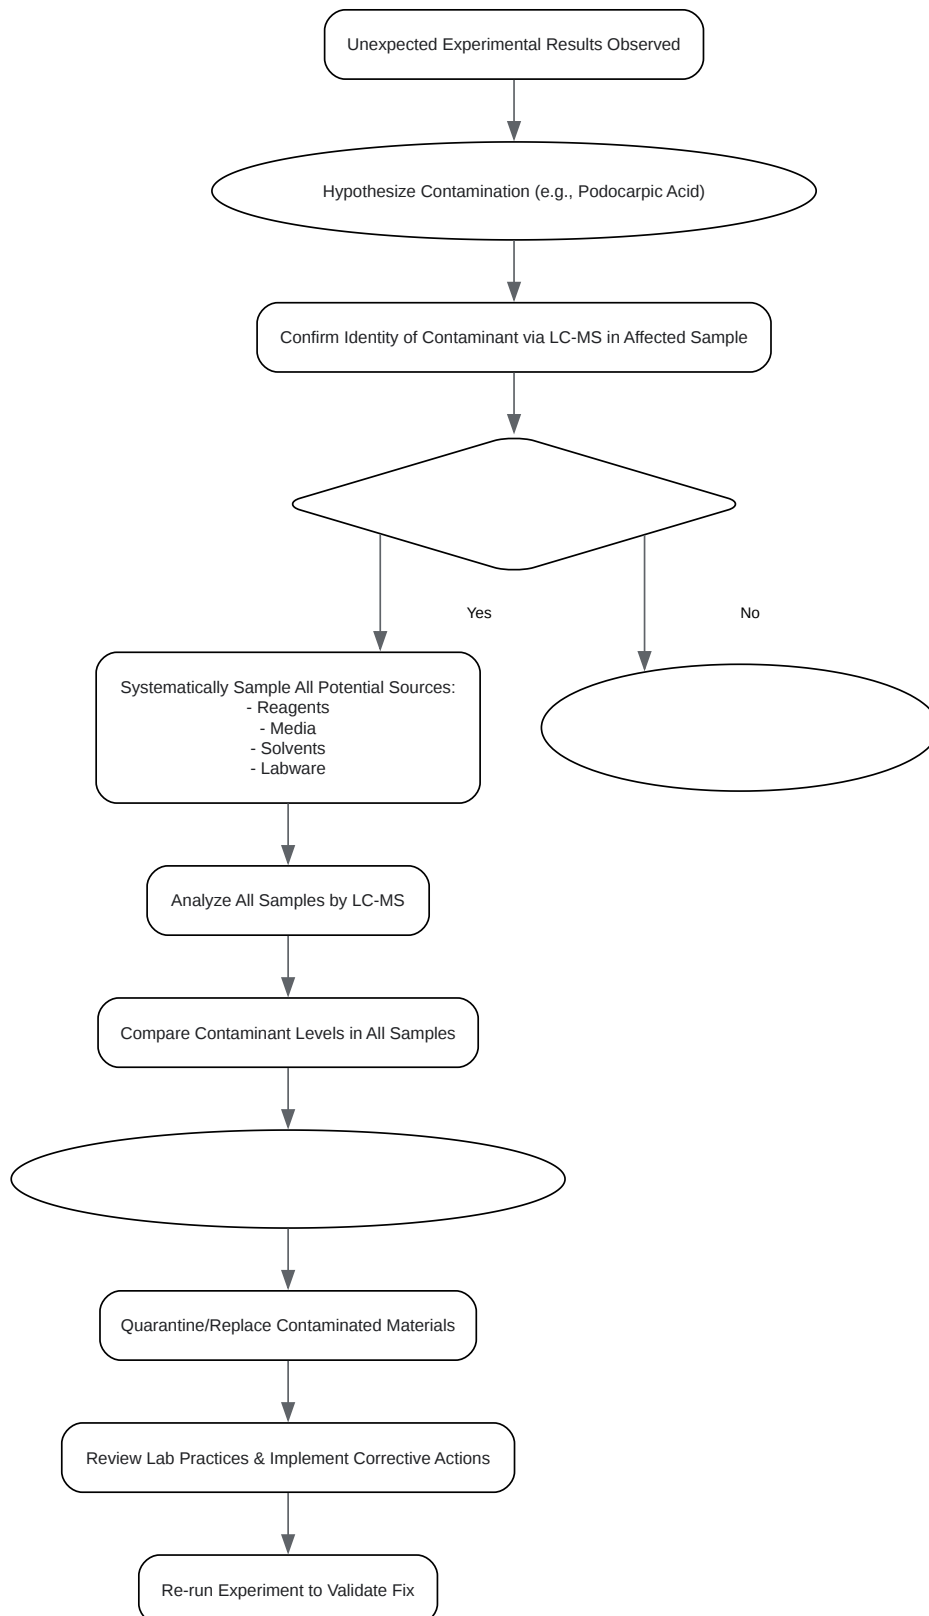 Unexpected Experimental Results Observed
Hypothesize Contamination (e.g., Podocarpic Acid)
Confirm Identity of Contaminant via LC-MS in Affected Sample
Yes
No
Systematically Sample All Potential Sources:
- Reagents
- Media
- Solvents
- Labware
Analyze All Samples by LC-MS
Compare Contaminant Levels in All Samples
Quarantine/Replace Contaminated Materials
Review Lab Practices & Implement Corrective Actions
Re-run Experiment to Validate Fix